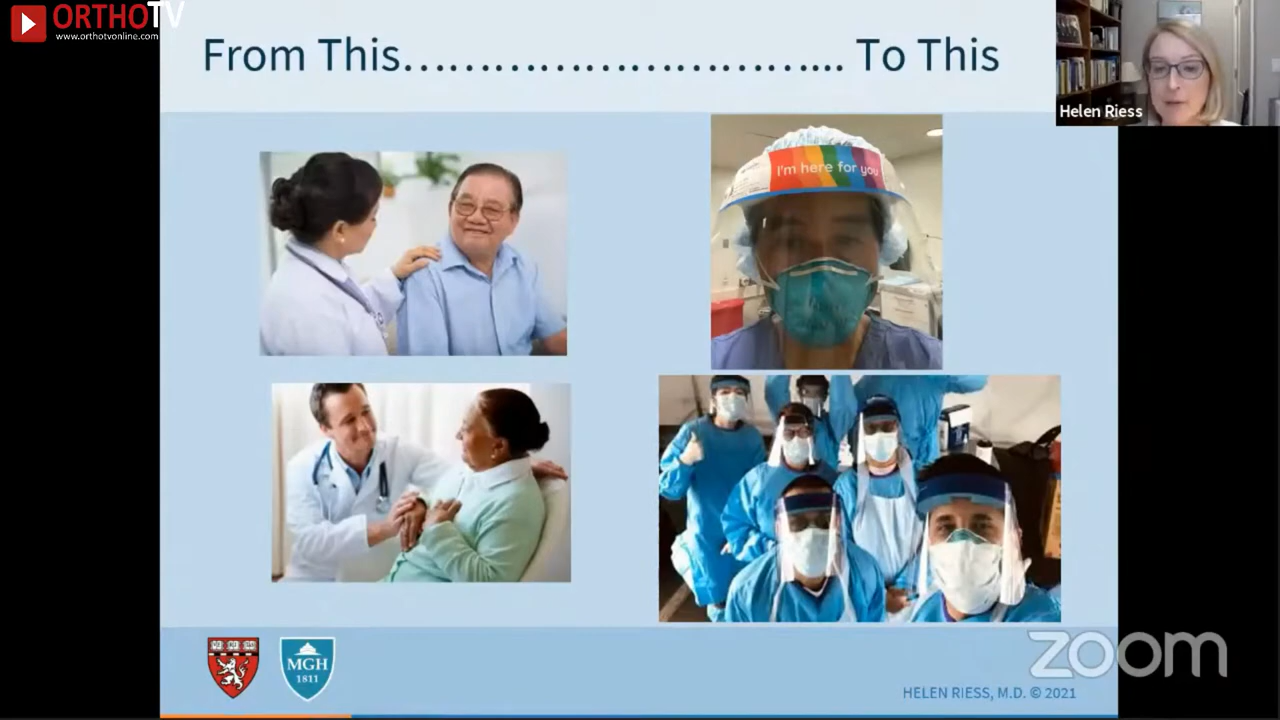 ORTHOTV
www.orthotvonline.com
From This................................ To This
Helen Riess
I'm here for you
MGH
1811
zoom
HELEN RIESS, M.D. © 2021